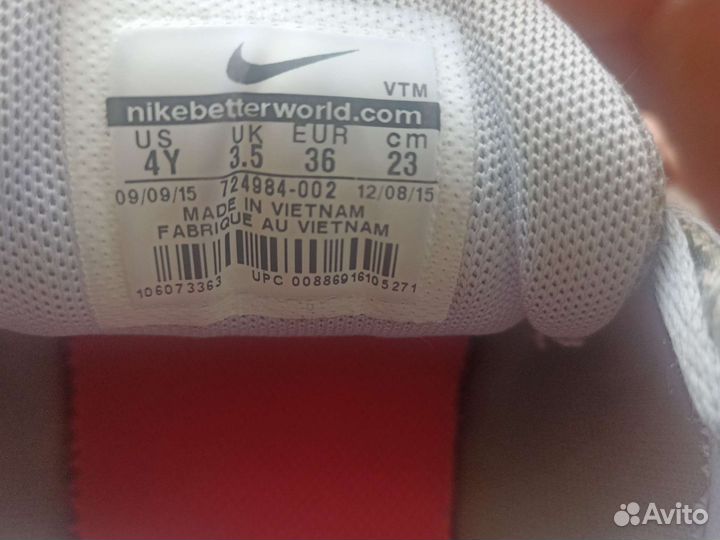 VTM
nikebetterworld.com
US UK EUR cm
4Y 3.5 36 23
09/09/15 724984-002 12/08/15
MADE IN VIETNAM
FABRIQUE AU VIETNAM
106073363 UPC 00886916105271
Avito